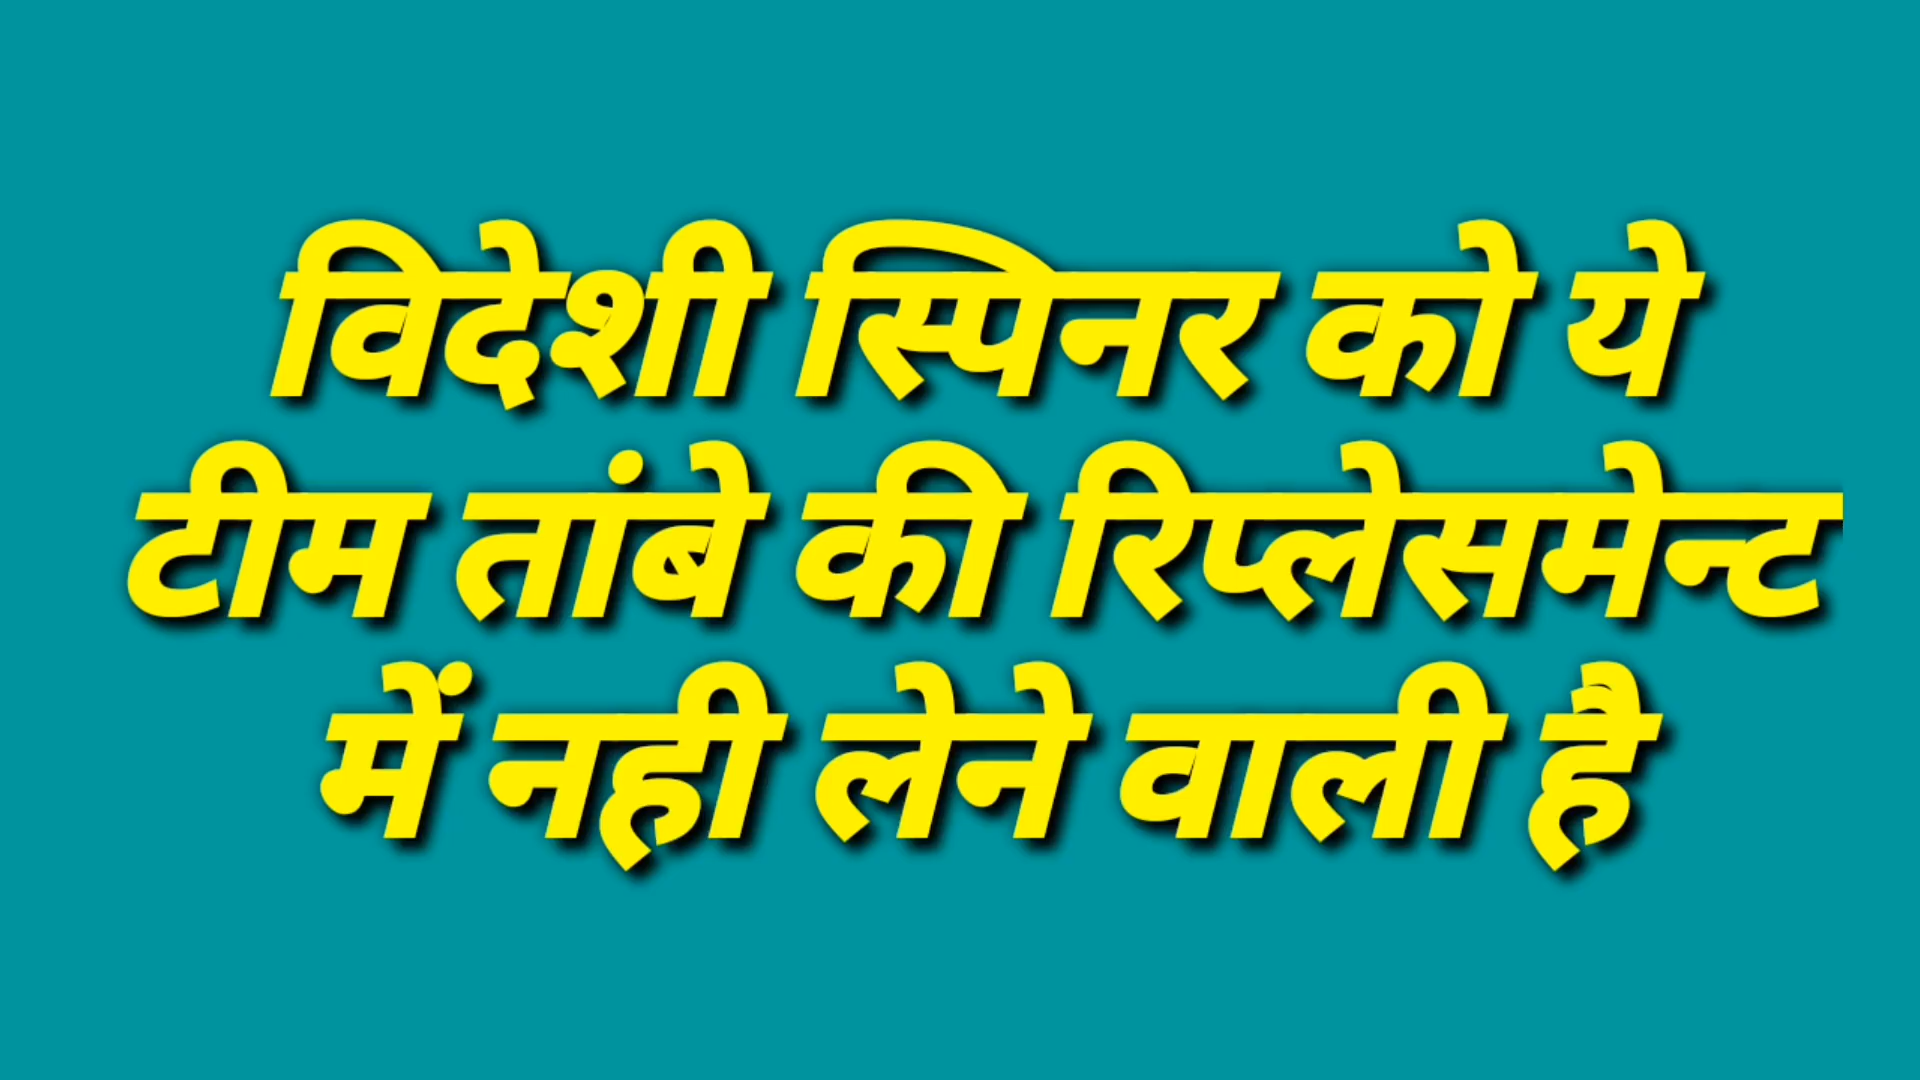 विदेशी स्पिनर को ये
टीम तांबे की रिप्लेसमेन्ट
में नही लेने वाली है